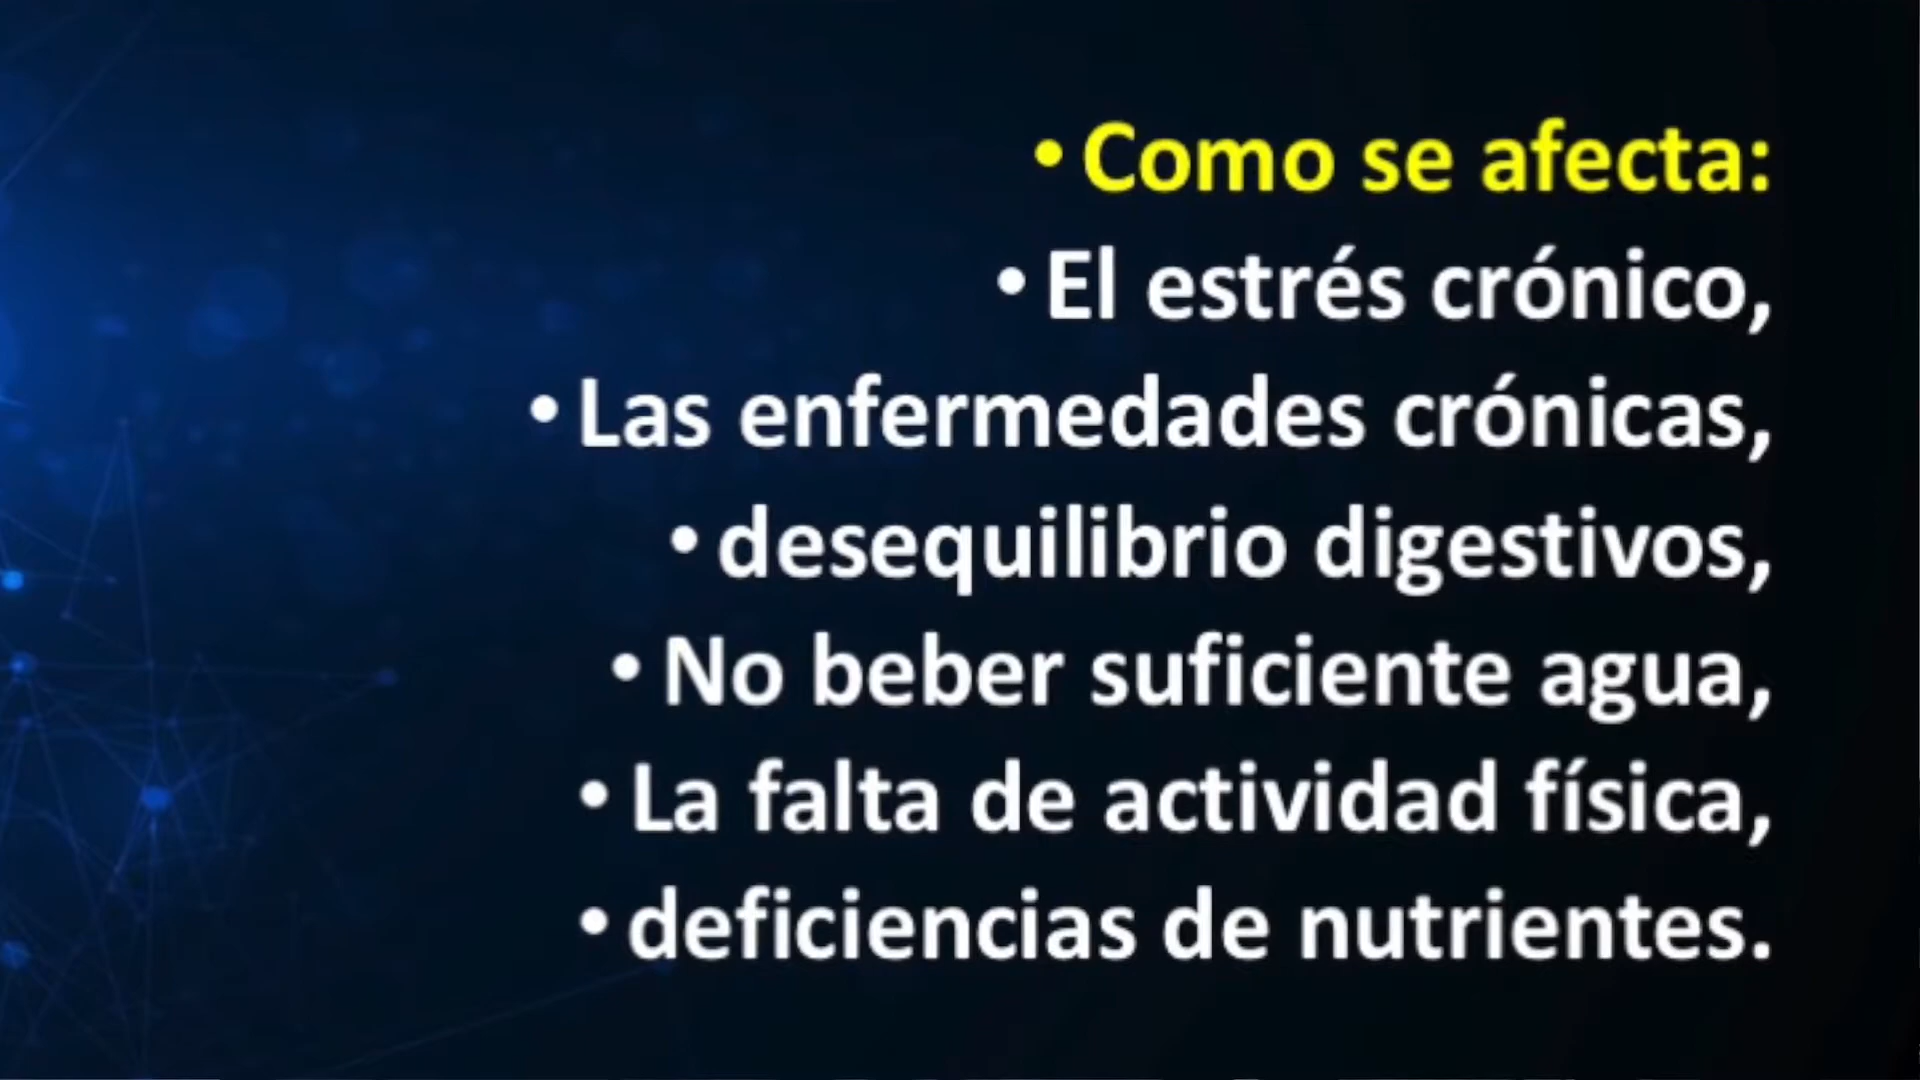 • Como se afecta:
• El estrés crónico,
• Las enfermedades crónicas,
• desequilibrio digestivos,
• No beber suficiente agua,
• La falta de actividad física,
• deficiencias de nutrientes.